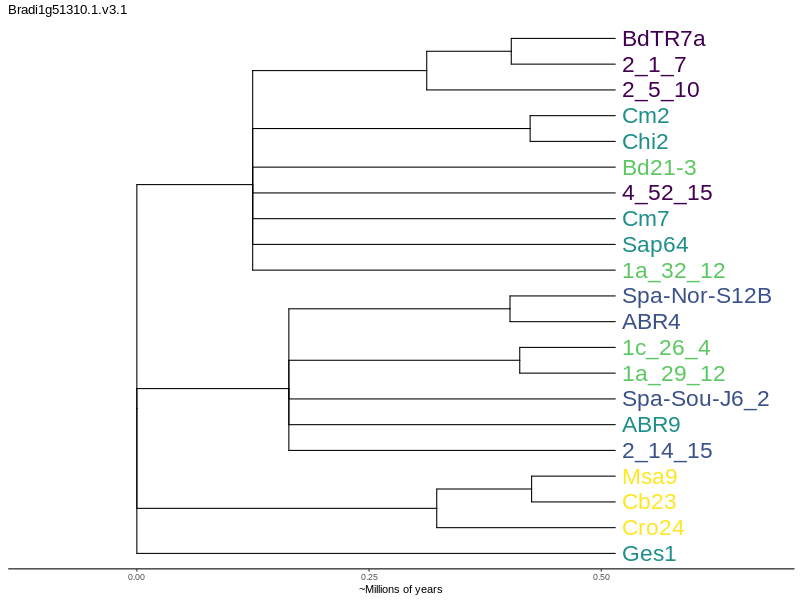 Bradi1g51310.1.v3.1
BdTR7a
2_1_7
2_5_10
Cm2
Chi2
Bd21-3
4_52_15
Cm7
Sap64
1a_32_12
Spa-Nor-S12B
ABR4
1c_26_4
1a_29_12
Spa-Sou-J6_2
ABR9
2_14_15
Msa9
Cb23
Cro24
Ges1
0.00 0.25 0.50
~Millions of years